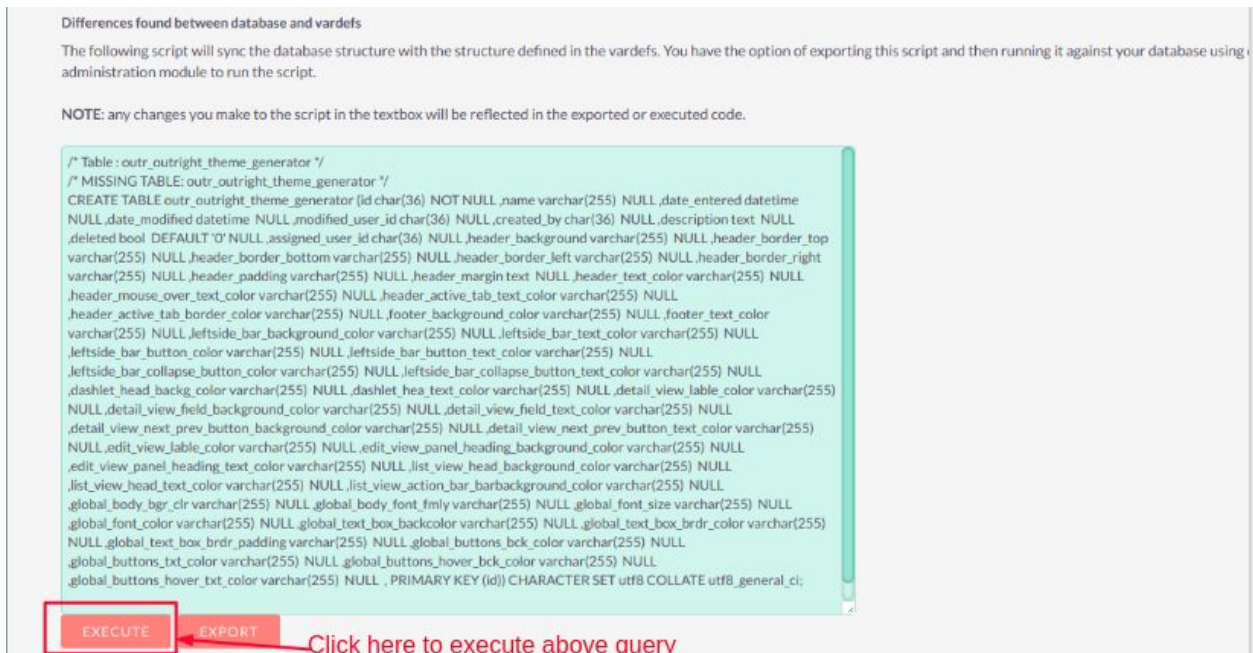 Differences found between database and vardefs
The following script will sync the database structure with the structure defined in the vardefs. You have the option of exporting this script and then running it against your database using
administration module to run the script.
NOTE: any changes you make to the script in the textbox will be reflected in the exported or executed code.
/* Table : outr_outright_theme_generator */
/* MISSING TABLE: outr_outright_theme_generator */
CREATE TABLE outr_outright_theme_generator (id char(36) NOT NULL ,name varchar(255) NULL ,date_entered datetime
NULL ,date_modified datetime NULL ,modified_user_id char(36) NULL ,created_by char(36) NULL ,description text NULL
,deleted bool DEFAULT '0' NULL ,assigned_user_id char(36) NULL ,header_background varchar(255) NULL ,header_border_top
varchar(255) NULL ,header_border_bottom varchar(255) NULL ,header_border_left varchar(255) NULL ,header_border_right
varchar(255) NULL ,header_padding varchar(255) NULL ,header_margin text NULL ,header_text_color varchar(255) NULL
,header_mouse_over_text_color varchar(255) NULL ,header_active_tab_text_color varchar(255) NULL
,header_active_tab_border_color varchar(255) NULL ,footer_background_color varchar(255) NULL ,footer_text_color
varchar(255) NULL ,leftside_bar_background_color varchar(255) NULL ,leftside_bar_text_color varchar(255) NULL
,leftside_bar_button_color varchar(255) NULL ,leftside_bar_button_text_color varchar(255) NULL
,leftside_bar_collapse_button_color varchar(255) NULL ,leftside_bar_collapse_button_text_color varchar(255) NULL
,dashlet_head_backg_color varchar(255) NULL ,dashlet_hea_text_color varchar(255) NULL ,detail_view_lable_color varchar(255)
NULL ,detail_view_field_background_color varchar(255) NULL ,detail_view_field_text_color varchar(255) NULL
,detail_view_next_prev_button_background_color varchar(255) NULL ,detail_view_next_prev_button_text_color varchar(255)
NULL ,edit_view_lable_color varchar(255) NULL ,edit_view_panel_heading_background_color varchar(255) NULL
,edit_view_panel_heading_text_color varchar(255) NULL ,list_view_head_background_color varchar(255) NULL
,list_view_head_text_color varchar(255) NULL ,list_view_action_bar_barbackground_color varchar(255) NULL
,global_body_bgr_clr varchar(255) NULL ,global_body_font_fmly varchar(255) NULL ,global_font_size varchar(255) NULL
,global_font_color varchar(255) NULL ,global_text_box_backcolor varchar(255) NULL ,global_text_box_brdr_color varchar(255)
NULL ,global_text_box_brdr_padding varchar(255) NULL ,global_buttons_bck_color varchar(255) NULL
,global_buttons_txt_color varchar(255) NULL ,global_buttons_hover_bck_color varchar(255) NULL
,global_buttons_hover_txt_color varchar(255) NULL , PRIMARY KEY (id)) CHARACTER SET utf8 COLLATE utf8_general_ci;
EXECUTE EXPORT
Click here to execute above query